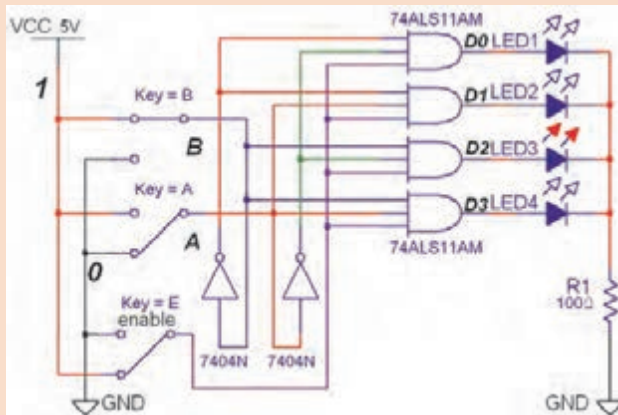 74ALS11AM
VCC 5V
D0 LED1
1
D1 LED2
Key = B
B
D2 LED3
Key = A
A
D3 LED4
0
74ALS11AM
Key = E
enable
R1
100Ω
7404N
7404N
GND
GND